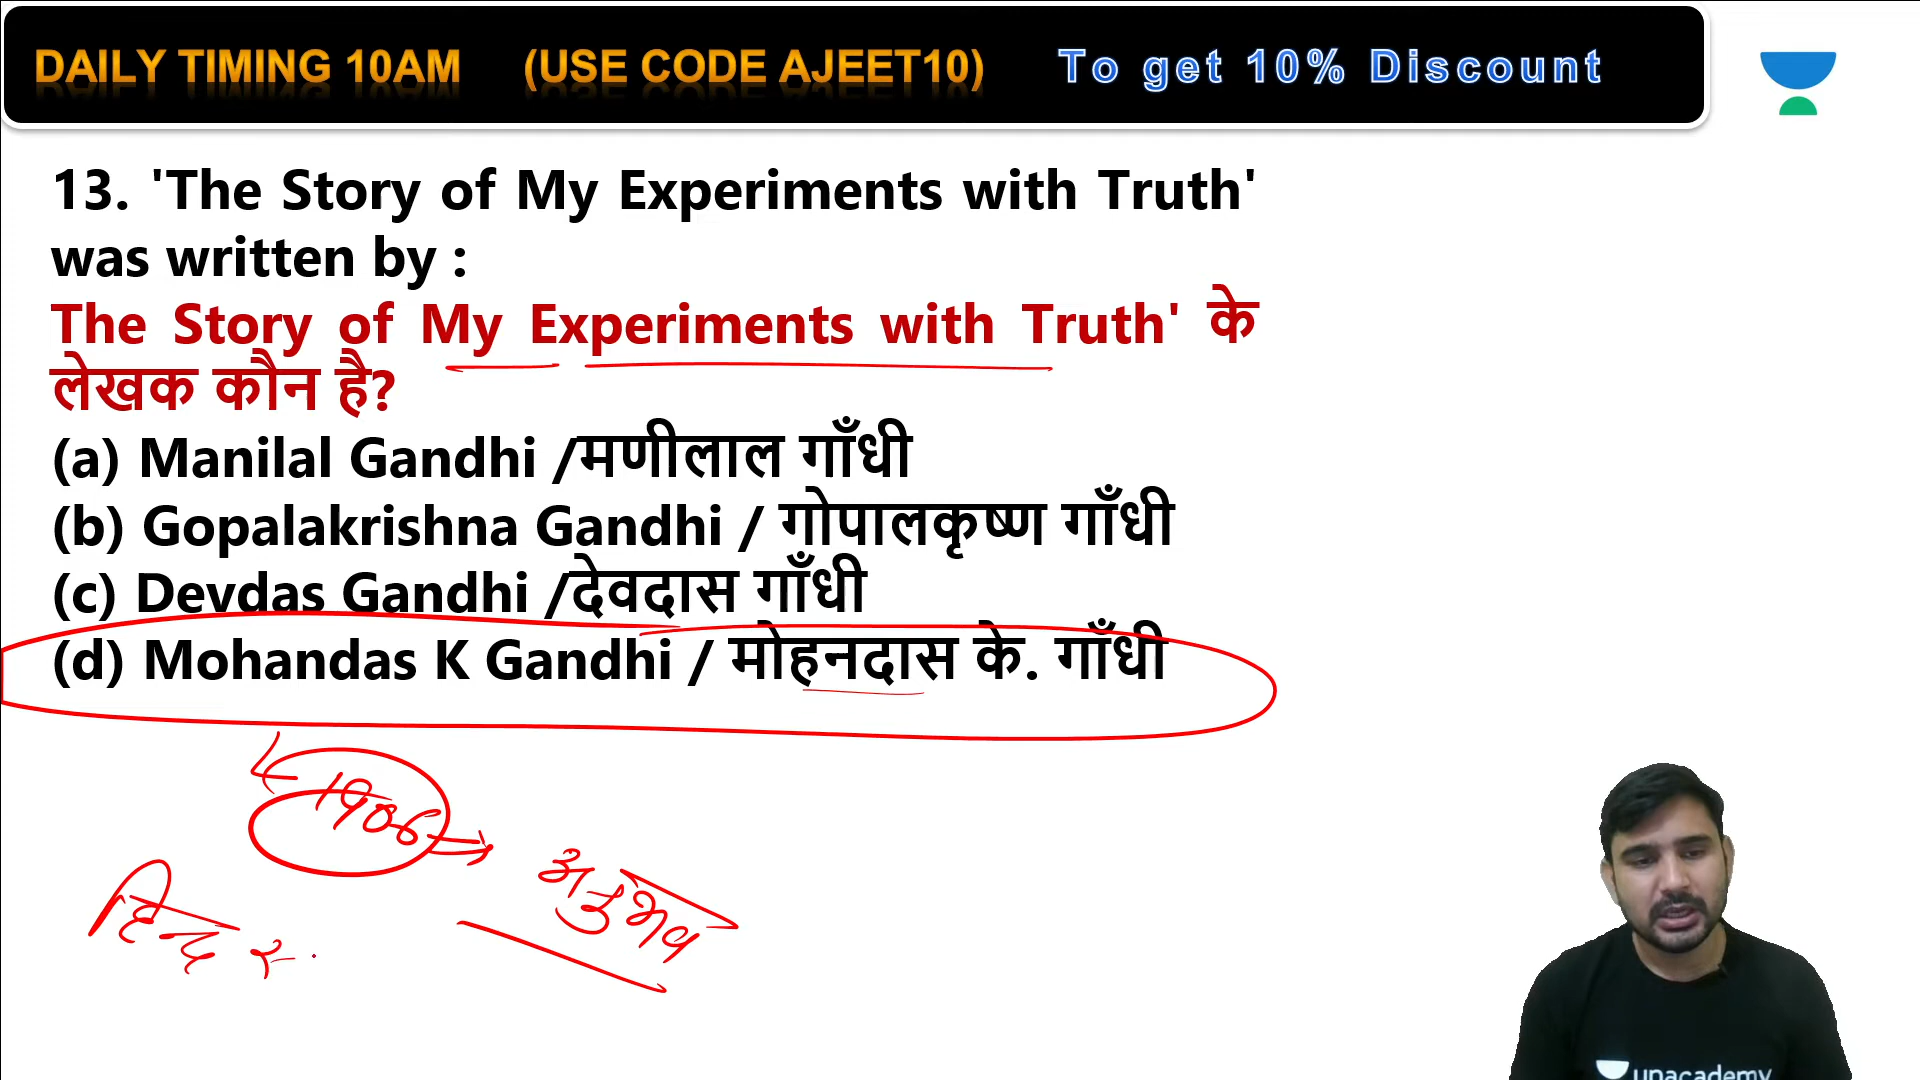 DAILY TIMING 10AM (USE CODE AJEET10) To get 10% Discount
13. 'The Story of My Experiments with Truth'
was written by :
The Story of My Experiments with Truth' के
लेखक कौन है?
(a) Manilal Gandhi /मणीलाल गाँधी
(b) Gopalakrishna Gandhi / गोपालकृष्ण गाँधी
(c) Devdas Gandhi /देवदास गाँधी
(d) Mohandas K Gandhi / मोहनदास के. गाँधी
1906
unacademy